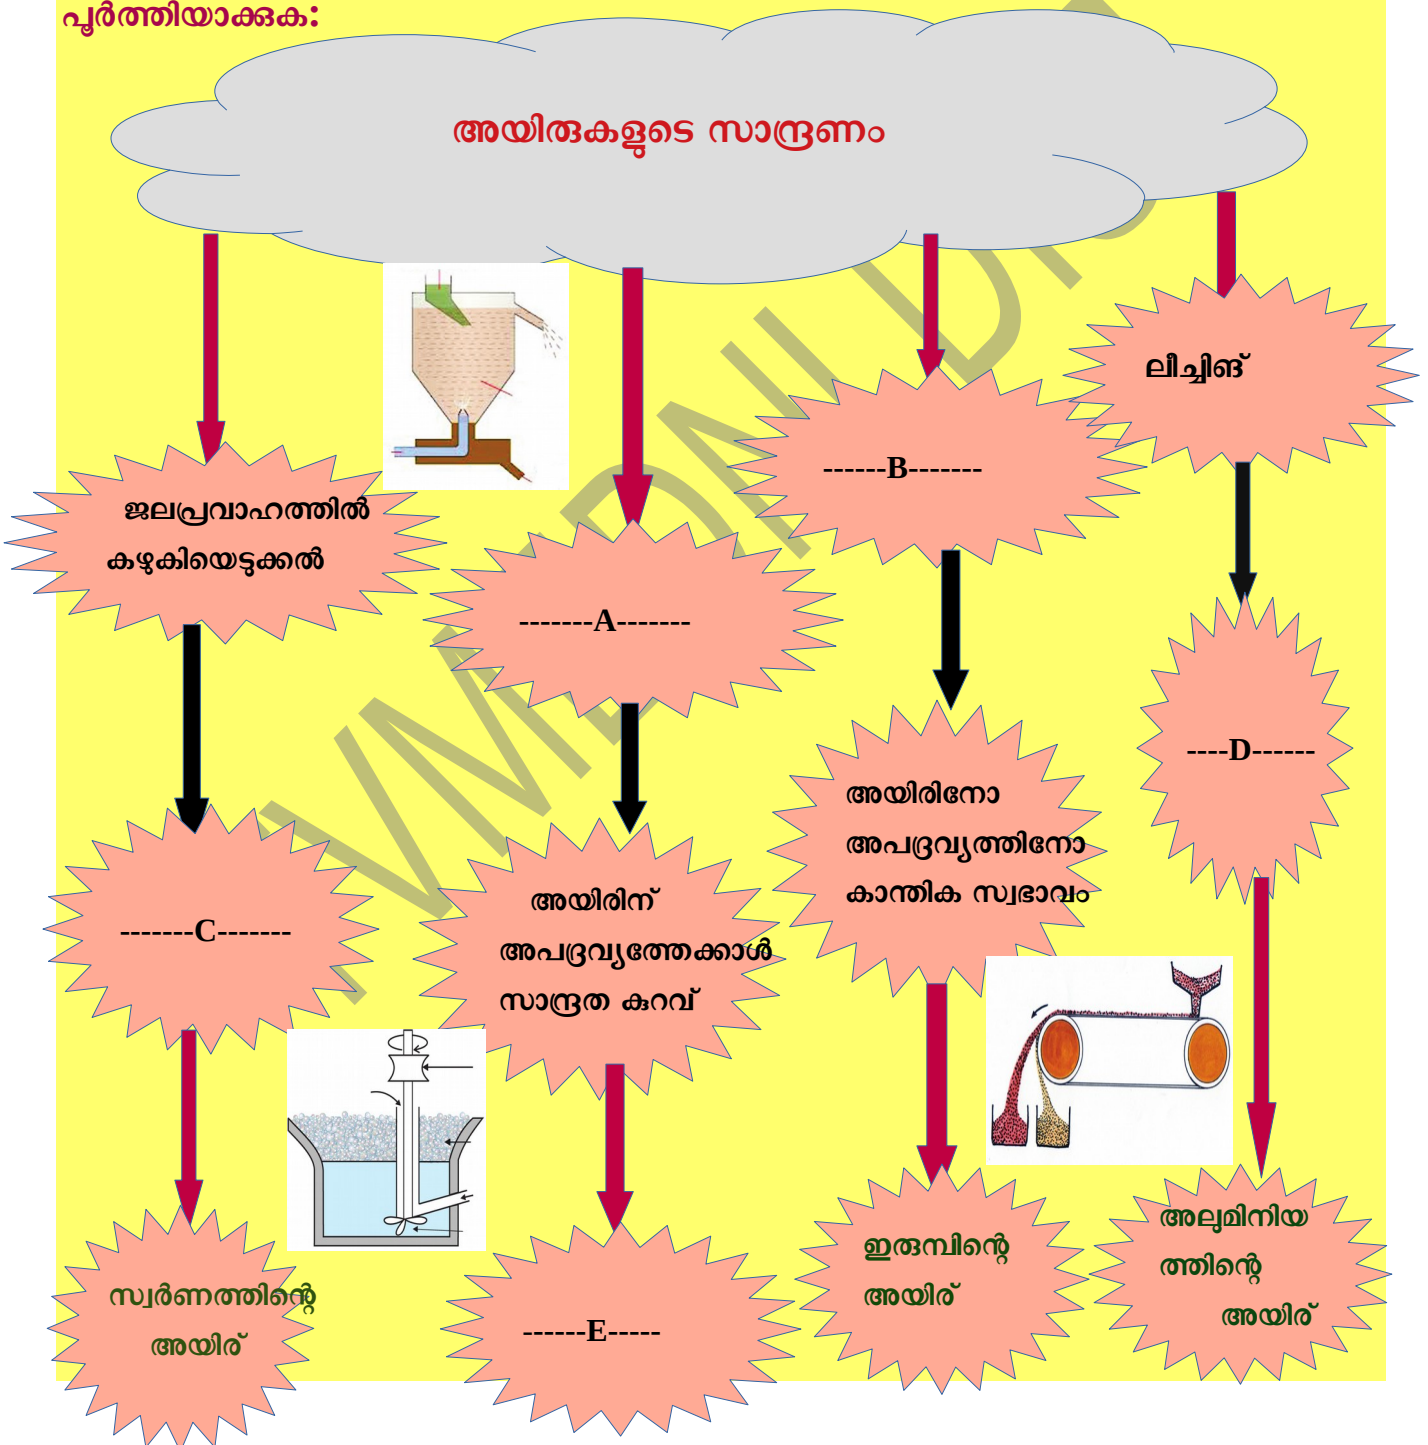 പൂർത്തിയാക്കുക:
അയിരുകളുടെ സാന്ദ്രണം
ലീച്ചിങ്
------B-------
ജലപ്രവാഹത്തിൽ
കഴുകിയെടുക്കൽ
-------A-------
----D------
അയിരിനോ
അപദ്രവ്യത്തിനോ
കാന്തിക സ്വഭാവം
-------C-------
അയിരിന്
അപദ്രവ്യത്തേക്കാൾ
സാന്ദ്രത കുറവ്
സ്വർണത്തിന്റെ
അയിര്
------E-----
ഇരുമ്പിന്റെ
അയിര്
അലുമിനിയ
ത്തിന്റെ
അയിര്